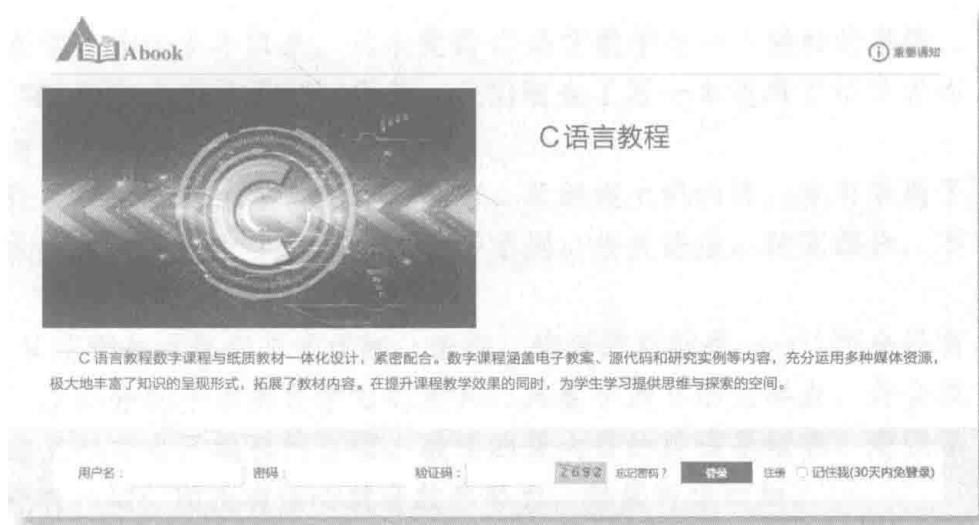 Abook
重要通知
C语言教程
C语言教程数字课程与纸质教材一体化设计，紧密配合。数字课程涵盖电子教案、源代码和研究实例等内容，充分运用多种媒体资源，
极大地丰富了知识的呈现形式，拓展了教材内容。在提升课程教学效果的同时，为学生学习提供思维与探索的空间。
用户名： 密码： 验证码： 2692 忘记密码？ 登录 注册 记住我(30天内免登录)